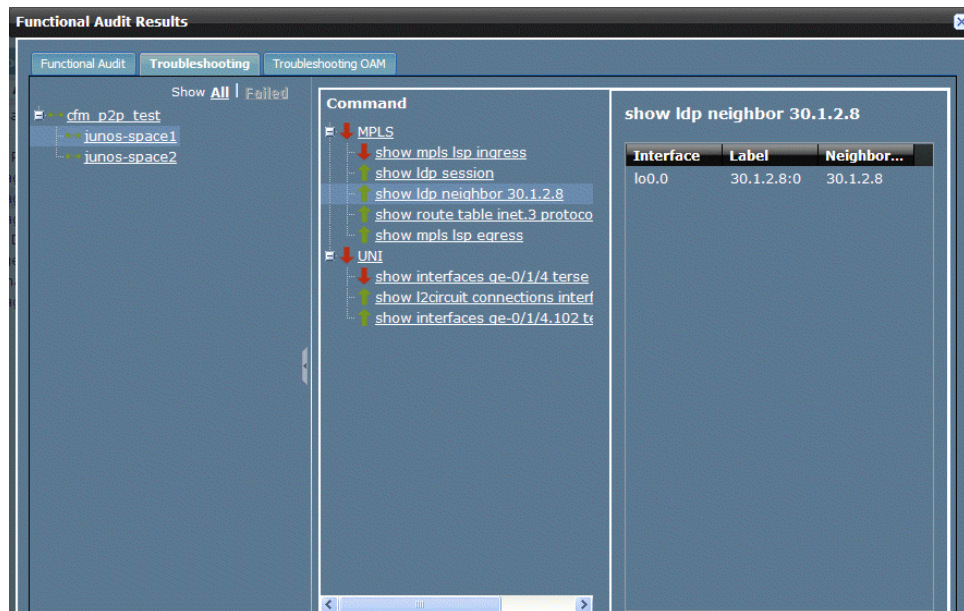 Functional Audit Results
Functional Audit Troubleshooting Troubleshooting OAM
Show All | Failed
cfm_p2p_test
junos-space1
junos-space2
Command
MPLS
show mpls lsp ingress
show ldp session
show ldp neighbor 30.1.2.8
show route table inet.3 protoco
show mpls lsp egress
UNI
show interfaces ge-0/1/4 terse
show l2circuit connections interf
show interfaces ge-0/1/4.102 te
show ldp neighbor 30.1.2.8
Interface Label Neighbor...
lo0.0 30.1.2.8:0 30.1.2.8